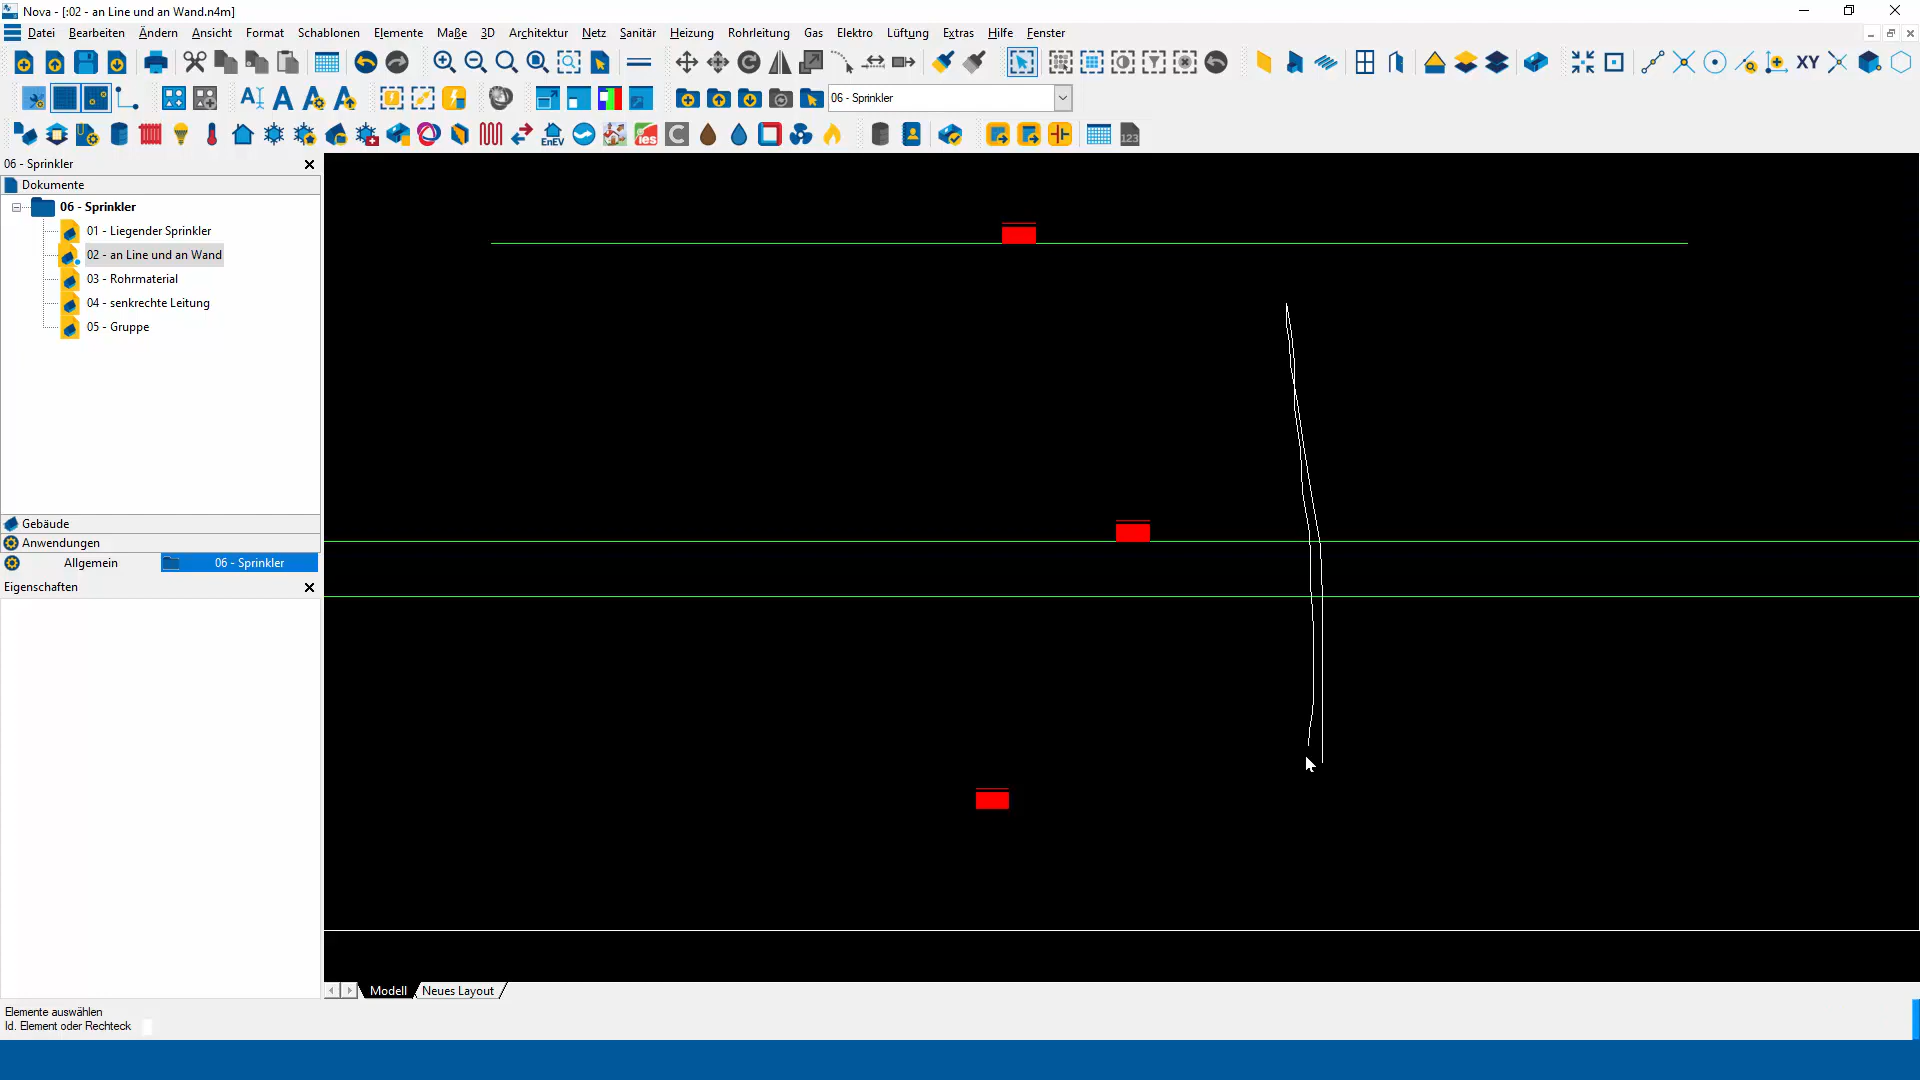 Nova - [:02 - an Line und an Wand.n4m]
Datei Bearbeiten Ändern Ansicht Format Schablonen Elemente Maße 3D Architektur Netz Sanitär Heizung Rohrleitung Gas Elektro Lüftung Extras Hilfe Fenster
XY
06 - Sprinkler
EnEV ies 123
06 - Sprinkler
Dokumente
06 - Sprinkler
01 - Liegender Sprinkler
02 - an Line und an Wand
03 - Rohrmaterial
04 - senkrechte Leitung
05 - Gruppe
Gebäude
Anwendungen
Allgemein 06 - Sprinkler
Eigenschaften
Modell Neues Layout
Elemente auswählen
Id. Element oder Rechteck